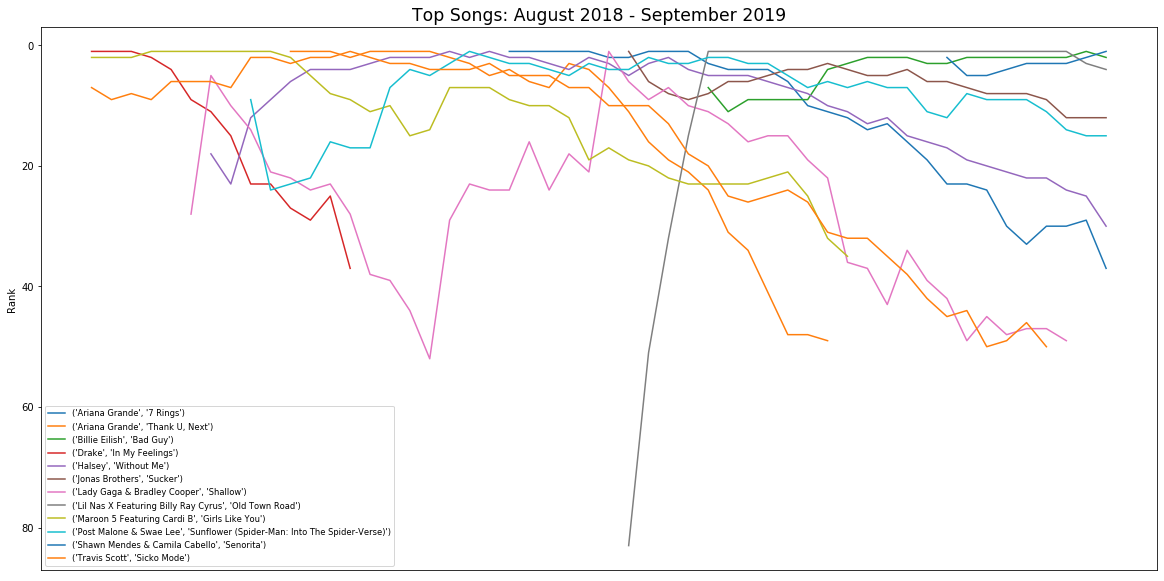 Top Songs: August 2018 - September 2019
0
20
40
60
80
Rank
('Ariana Grande', '7 Rings')
('Ariana Grande', 'Thank U, Next')
('Billie Eilish', 'Bad Guy')
('Drake', 'In My Feelings')
('Halsey', 'Without Me')
('Jonas Brothers', 'Sucker')
('Lady Gaga & Bradley Cooper', 'Shallow')
('Lil Nas X Featuring Billy Ray Cyrus', 'Old Town Road')
('Maroon 5 Featuring Cardi B', 'Girls Like You')
('Post Malone & Swae Lee', 'Sunflower (Spider-Man: Into The Spider-Verse)')
('Shawn Mendes & Camila Cabello', 'Senorita')
('Travis Scott', 'Sicko Mode')